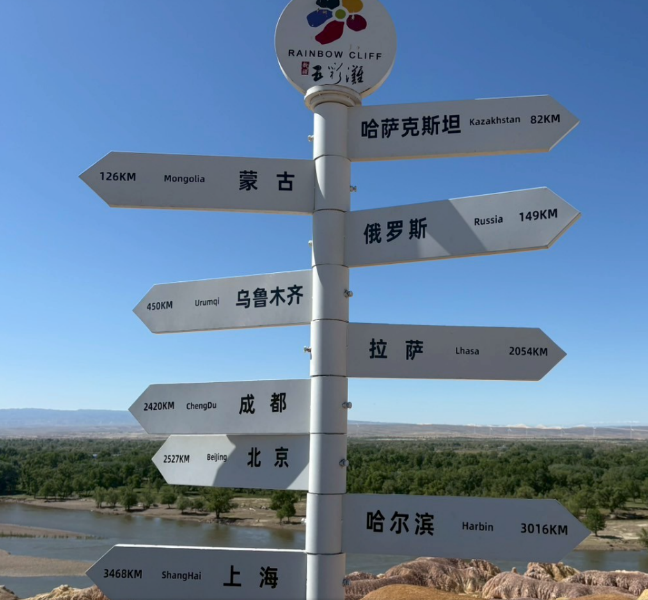 RAINBOW CLIFF
五彩滩
哈萨克斯坦 Kazakhstan 82KM
126KM Mongolia 蒙古
俄罗斯 Russia 149KM
450KM Urumqi 乌鲁木齐
拉萨 Lhasa 2054KM
2420KM ChengDu 成都
2527KM Beijing 北京
哈尔滨 Harbin 3016KM
3468KM ShangHai 上海